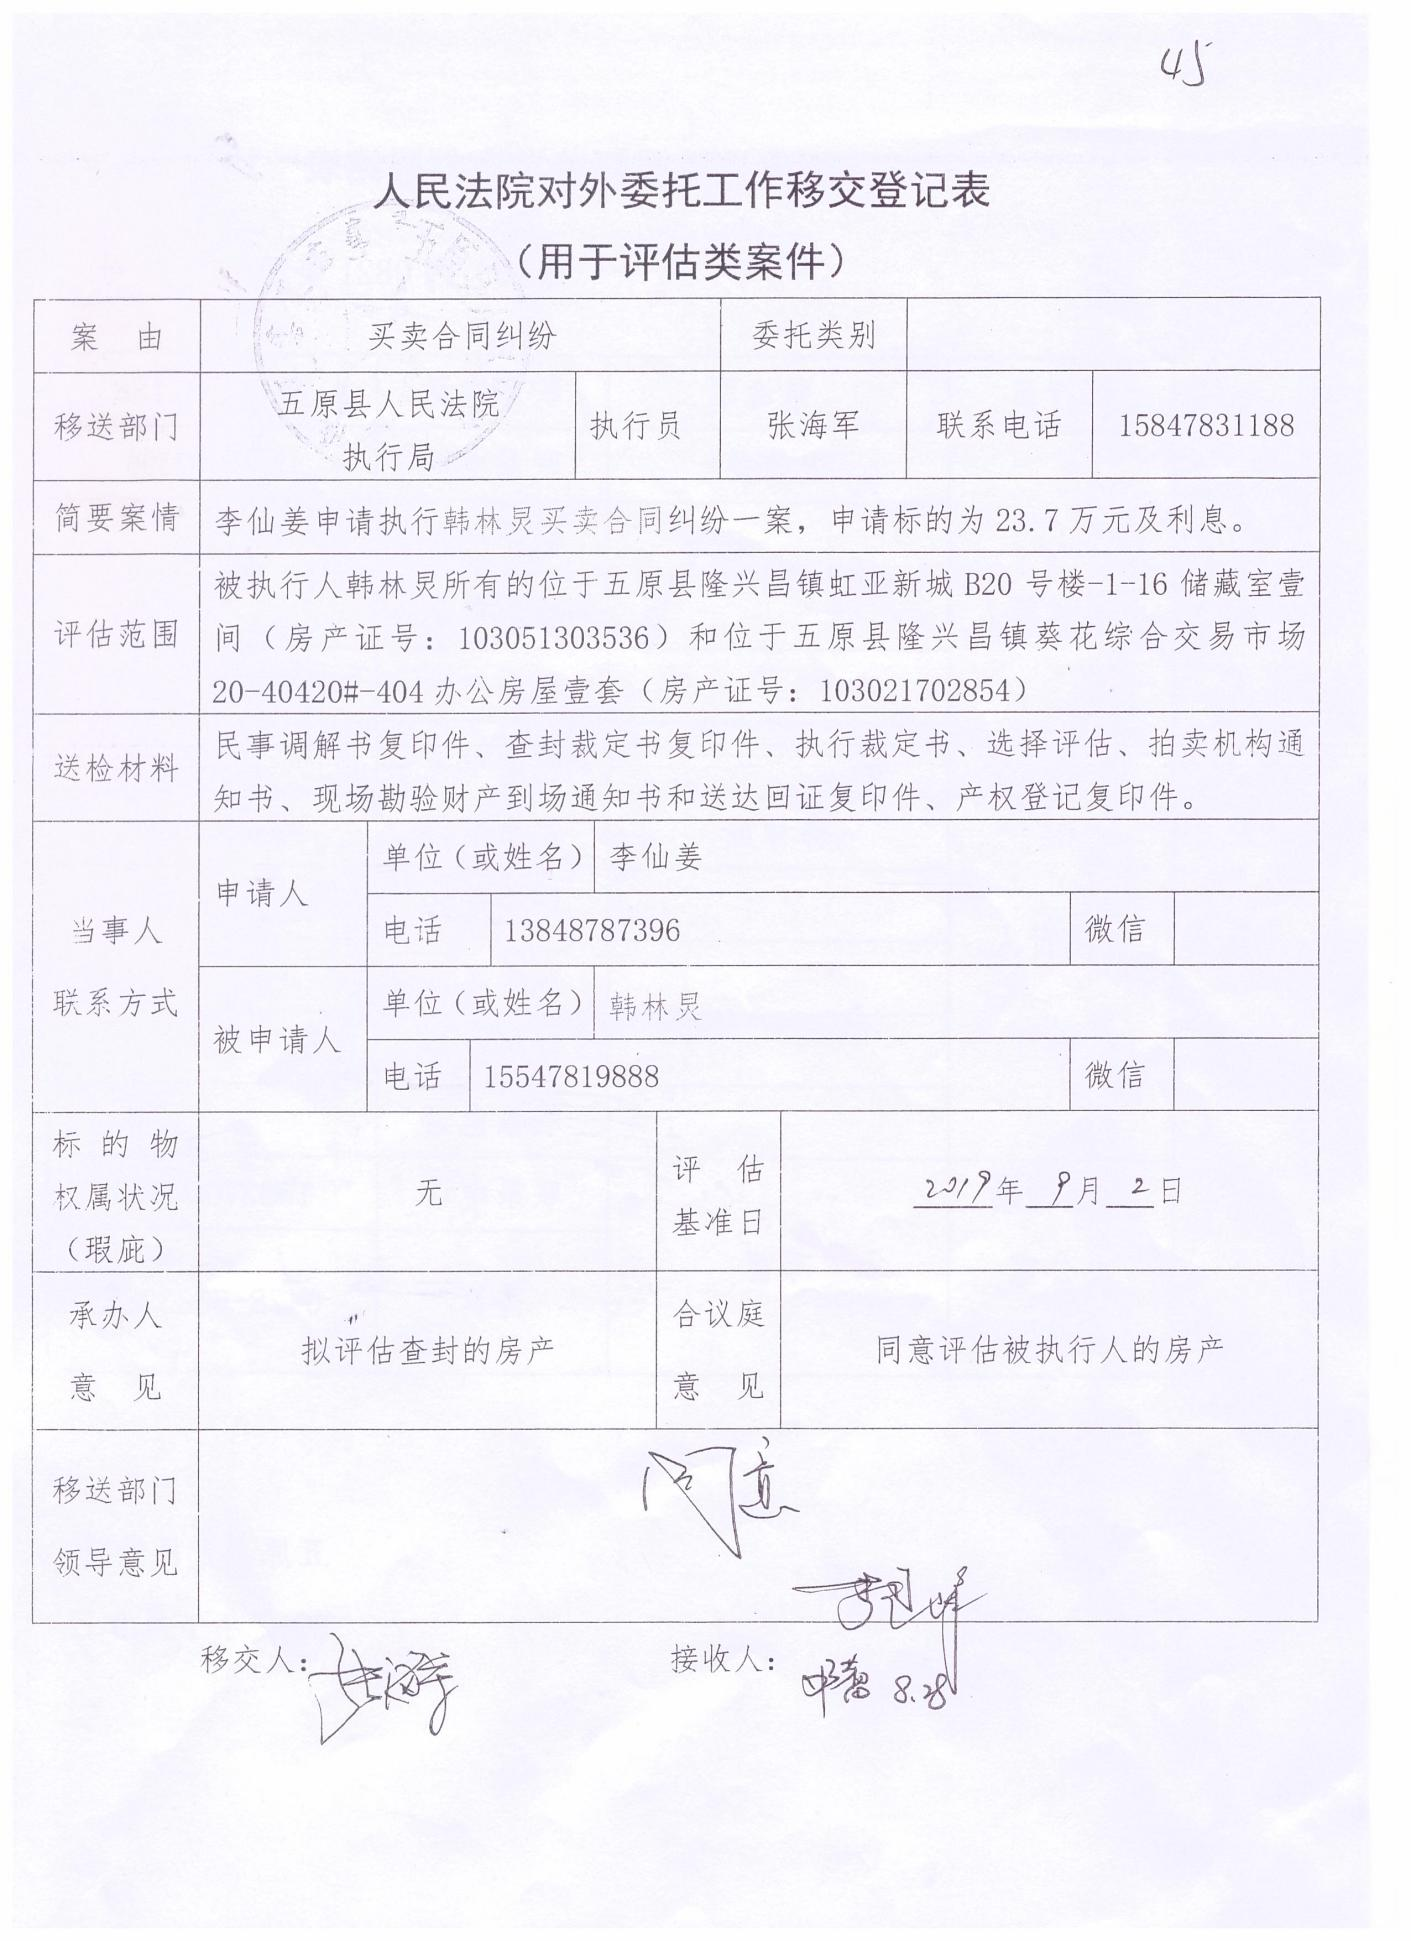 45
人民法院对外委托工作移交登记表
（用于评估类案件）
案 由 买卖合同纠纷 委托类别
移送部门 五原县人民法院 执行局 执行员 张海军 联系电话 15847831188
简要案情 李仙姜申请执行韩林炅买卖合同纠纷一案，申请标的为 23.7 万元及利息。
评估范围
被执行人韩林炅所有的位于五原县隆兴昌镇虹亚新城 B20 号楼-1-16 储藏室壹
间（房产证号：103051303536）和位于五原县隆兴昌镇葵花综合交易市场
20-40420#-404 办公房屋壹套（房产证号：103021702854）
送检材料
民事调解书复印件、查封裁定书复印件、执行裁定书、选择评估、拍卖机构通
知书、现场勘验财产到场通知书和送达回证复印件、产权登记复印件。
当事人
联系方式
申请人
单位（或姓名） 李仙姜
电话 13848787396 微信
被申请人
单位（或姓名） 韩林炅
电话 15547819888 微信
标 的 物
权属状况
（瑕疵）
无
评 估
基准日
2019年 9月 2日
承办人
意 见
拟评估查封的房产
合议庭
意 见
同意评估被执行人的房产
移送部门
领导意见
同意
移交人： 张海军
接收人： 8.28